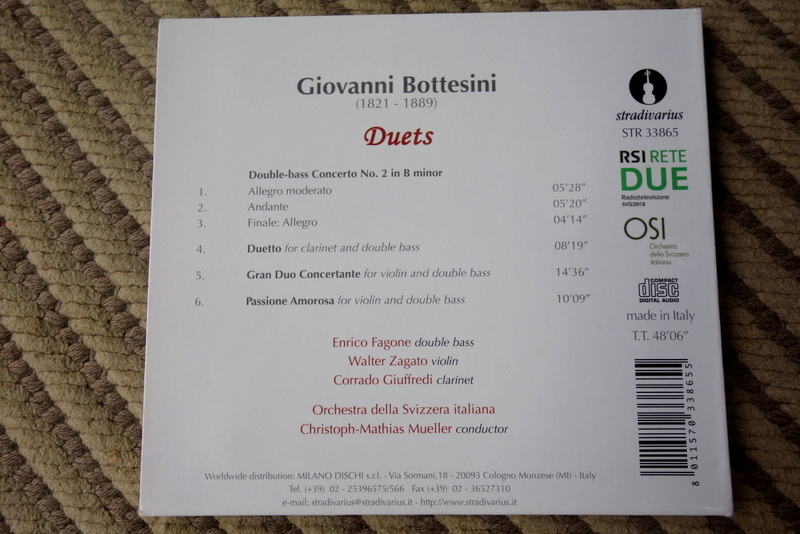 Giovanni Bottesini
(1821 - 1889)
Duets
Double-bass Concerto No. 2 in B minor
1. Allegro moderato 05'28"
2. Andante 05'20"
3. Finale: Allegro 04'14"
4. Duetto for clarinet and double bass 08'19"
5. Gran Duo Concertante for violin and double bass 14'36"
6. Passione Amorosa for violin and double bass 10'09"
Enrico Fagone double bass
Walter Zagato violin
Corrado Giuffredi clarinet
Orchestra della Svizzera italiana
Christoph-Mathias Mueller conductor
Worldwide distribution: MILANO DISCHI s.r.l. - Via Sormani,18 - 20093 Cologno Monzese (MI) - Italy
Tel. (+39) 02 - 25396575/566 Fax (+39) 02 - 36527310
e-mail: stradivarius@stradivarius.it - http://www.stradivarius.it
stradivarius
STR 33865
RSI RETE
DUE
Radiotelevisione
svizzera
OSI
Orchestra
della Svizzera
italiana
COMPACT
disc
DIGITAL AUDIO
made in Italy
T.T. 48'06"
8 011570 338655